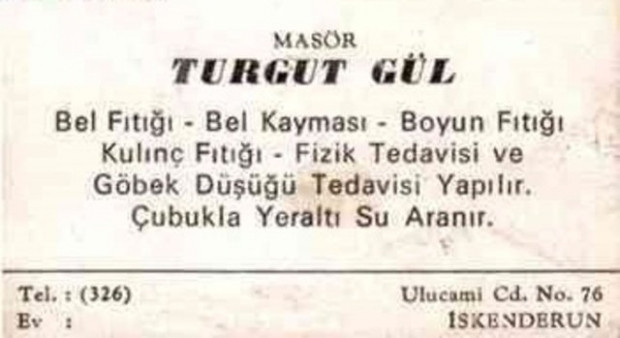 MASÖR
TURGUT GÜL
Bel Fıtığı - Bel Kayması - Boyun Fıtığı
Kulınç Fıtığı - Fizik Tedavisi ve
Göbek Düşüğü Tedavisi Yapılır.
Çubukla Yeraltı Su Aranır.
Tel. : (326)
Ulucami Cd. No. 76
Ev :
İSKENDERUN